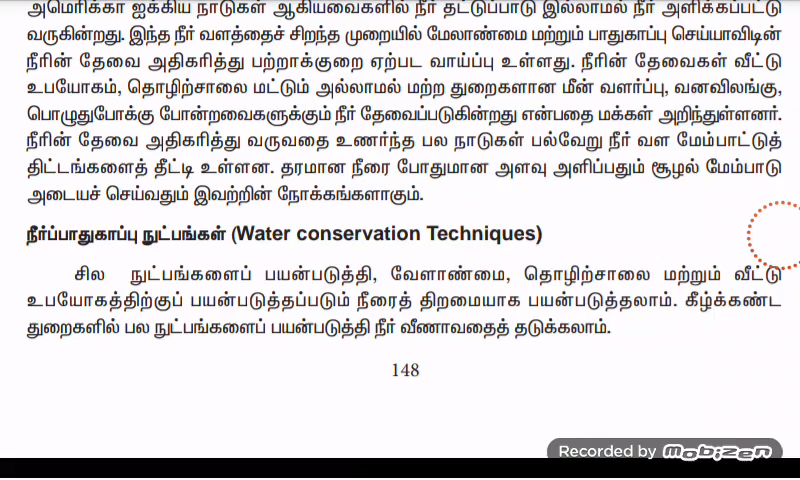 அமெரிக்கா ஐக்கிய நாடுகள் ஆகியவைகளில் நீர் தட்டுப்பாடு இல்லாமல் நீர் அளிக்கப்பட்டு
வருகின்றது. இந்த நீர் வளத்தைச் சிறந்த முறையில் மேலாண்மை மற்றும் பாதுகாப்பு செய்யாவிடின்
நீரின் தேவை அதிகரித்து பற்றாக்குறை ஏற்பட வாய்ப்பு உள்ளது. நீரின் தேவைகள் வீட்டு
உபயோகம், தொழிற்சாலை மட்டும் அல்லாமல் மற்ற துறைகளான மீன் வளர்ப்பு, வனவிலங்கு,
பொழுதுபோக்கு போன்றவைகளுக்கும் நீர் தேவைப்படுகின்றது என்பதை மக்கள் அறிந்துள்ளனர்.
நீரின் தேவை அதிகரித்து வருவதை உணர்ந்த பல நாடுகள் பல்வேறு நீர் வள மேம்பாட்டுத்
திட்டங்களைத் தீட்டி உள்ளன. தரமான நீரை போதுமான அளவு அளிப்பதும் சூழல் மேம்பாடு
அடையச் செய்வதும் இவற்றின் நோக்கங்களாகும்.
நீர்ப்பாதுகாப்பு நுட்பங்கள் (Water conservation Techniques)
சில நுட்பங்களைப் பயன்படுத்தி, வேளாண்மை, தொழிற்சாலை மற்றும் வீட்டு
உபயோகத்திற்குப் பயன்படுத்தப்படும் நீரைத் திறமையாக பயன்படுத்தலாம். கீழ்க்கண்ட
துறைகளில் பல நுட்பங்களைப் பயன்படுத்தி நீர் வீணாவதைத் தடுக்கலாம்.
148
Recorded by mobizen